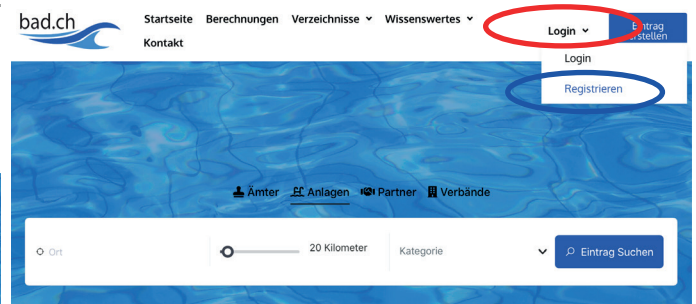 bad.ch
Startseite Berechnungen Verzeichnisse Wissenswertes
Kontakt
Login
Eintrag
erstellen
Login
Registrieren
Ämter Anlagen Partner Verbände
Ort
20 Kilometer
Kategorie
Eintrag Suchen